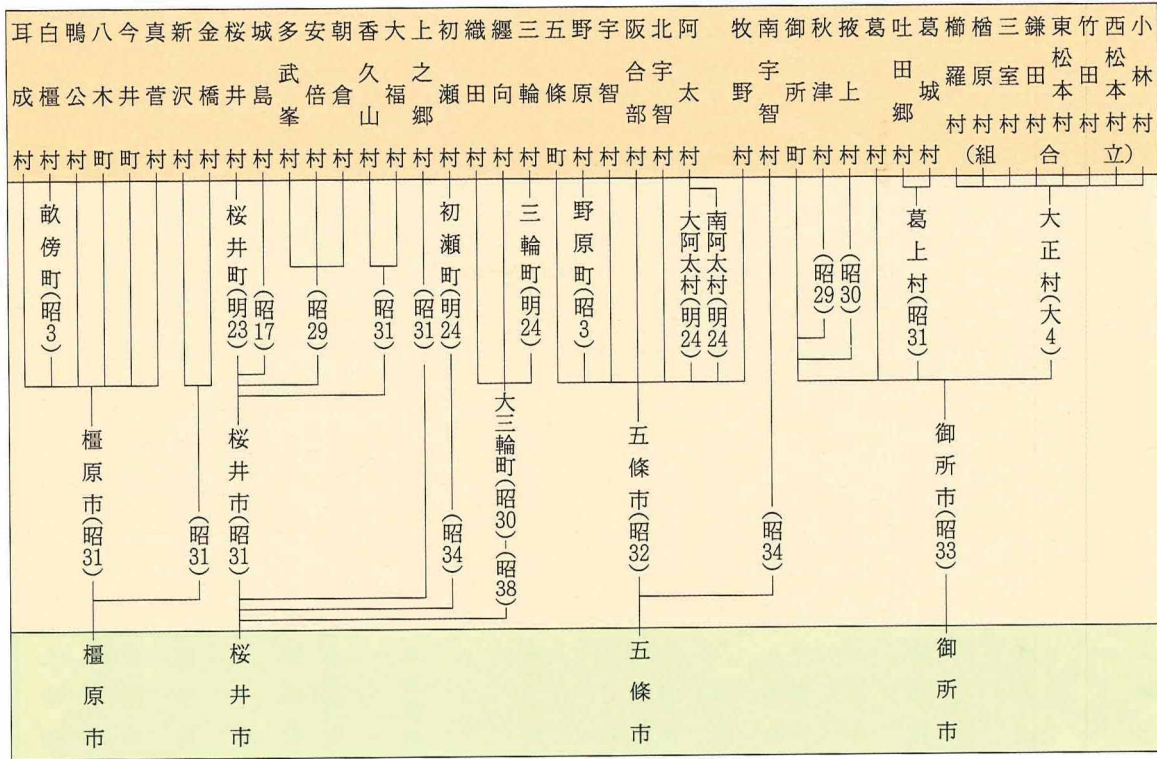 耳成村
白橿村
鴨公村
八木町
今井町
真菅村
新沢村
金橋村
桜井村
城島村
多武峯村
安倍村
朝倉村
香久山村
大福村
上之郷村
初瀬村
織田村
纒向村
三輪村
五條町
野原村
宇智村
阪合部村
北宇智村
阿太村
牧野村
南宇智村
御所町
秋津村
掖上村
葛村
吐田郷村
葛城村
櫛羅村
楢原村
三室村
鎌田村
東松本村
竹田村
西松本村
小林村
(組合立)
畝傍町(昭3)
桜井町(明23)
(昭17)
(昭29)
(昭31)
(昭31)
初瀬町(明24)
三輪町(明24)
野原町(昭3)
大阿太村(明24)
南阿太村(明24)
(昭29)
(昭30)
葛上村(昭31)
大正村(大4)
橿原市(昭31)
(昭31)
桜井市(昭31)
(昭34)
大三輪町(昭30)-(昭38)
五條市(昭32)
(昭34)
御所市(昭33)
橿原市
桜井市
五條市
御所市